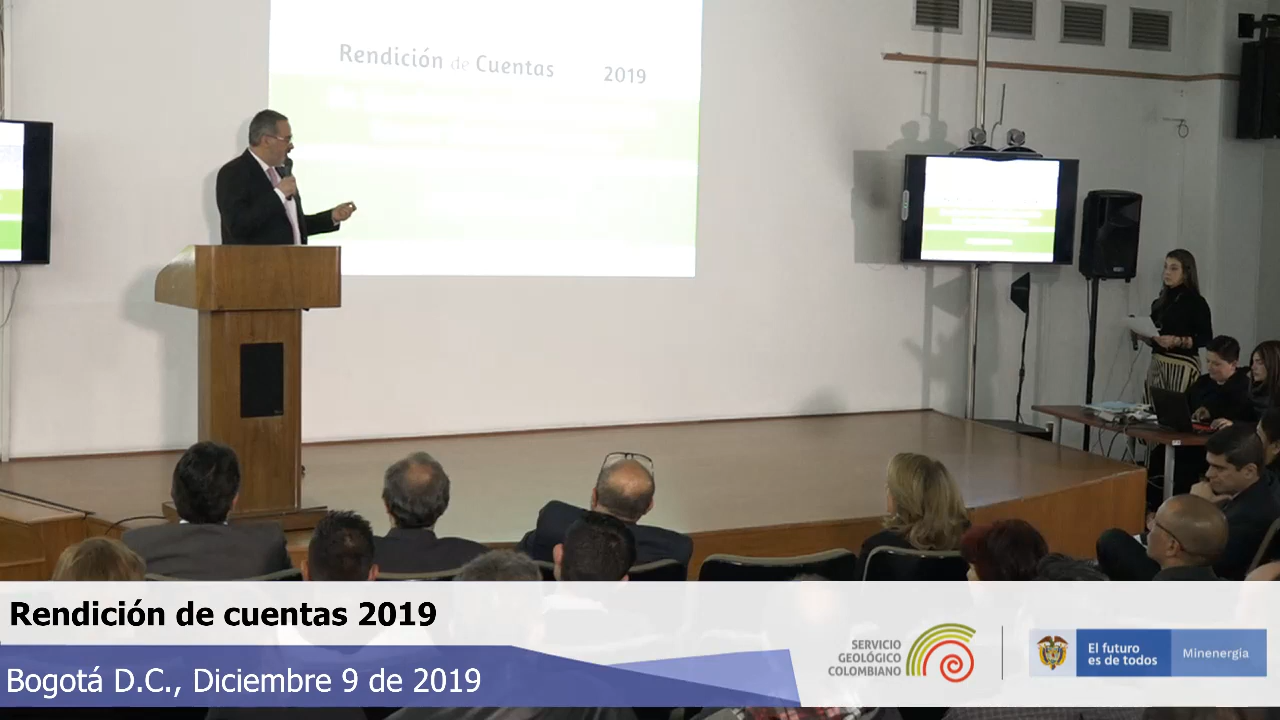 Rendición de Cuentas 2019
Rendición de cuentas 2019
Bogotá D.C., Diciembre 9 de 2019
SERVICIO
GEOLÓGICO
COLOMBIANO
El futuro
es de todos
Minenergía